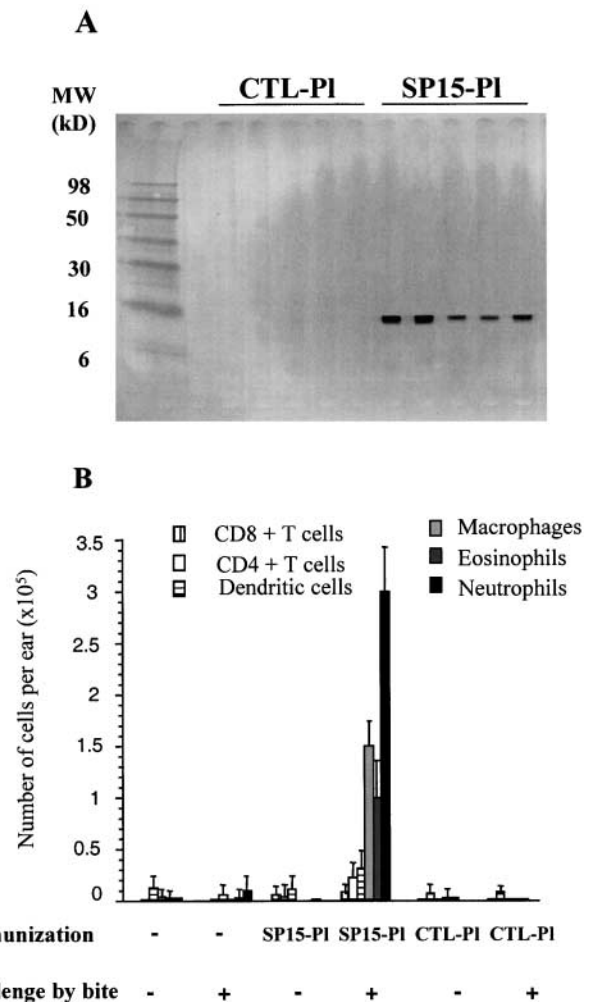 A
MW
(kD)
CTL-Pl
SP15-Pl
98
50
30
16
6
B
CD8 + T cells
CD4 + T cells
Dendritic cells
Macrophages
Eosinophils
Neutrophils
Number of cells per ear (x10⁵)
3.5
3
2.5
2
1.5
1
0.5
0
unization - - SP15-Pl SP15-Pl CTL-Pl CTL-Pl
lenge by bite - + - + - +